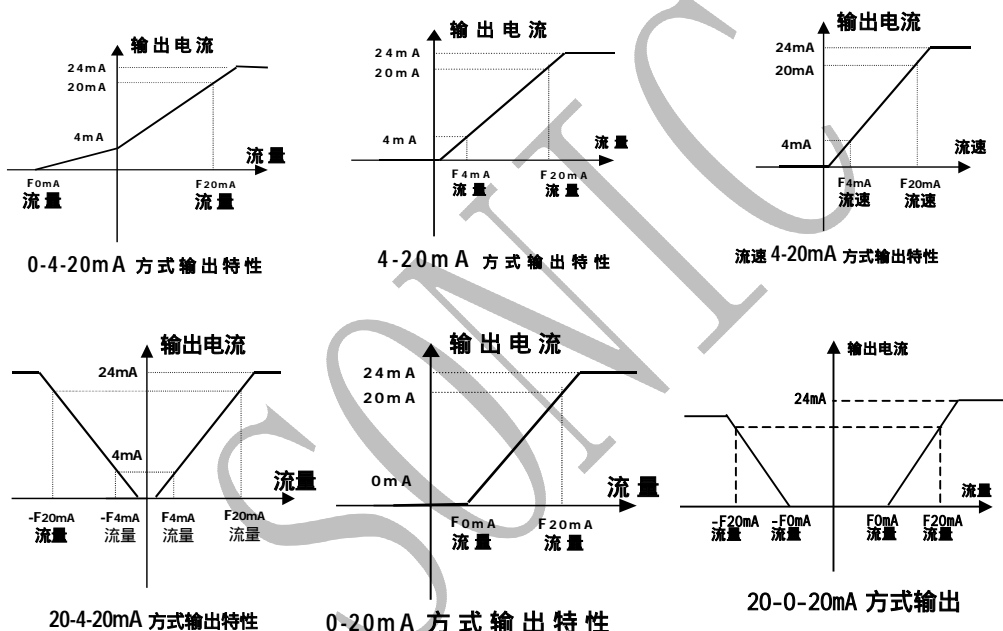 输出电流
24mA
20mA
4mA
流量
F0mA
流量
F20mA
流量
0-4-20mA 方式输出特性
输出电流
24mA
20mA
4mA
流量
F4mA
流量
F20mA
流量
4-20mA 方式输出特性
输出电流
24mA
20mA
4mA
流速
F4mA
流速
F20mA
流速
流速 4-20mA 方式输出特性
输出电流
24mA
4mA
流量
-F20mA
流量
-F4mA
流量
F4mA
流量
F20mA
流量
20-4-20mA 方式输出特性
输出电流
24mA
20mA
0mA
流量
F0mA
流量
F20mA
流量
0-20mA 方式输出特性
输出电流
24mA
流量
-F20mA
流量
-F0mA
流量
F0mA
流量
F20mA
流量
20-0-20mA 方式输出
SONIC